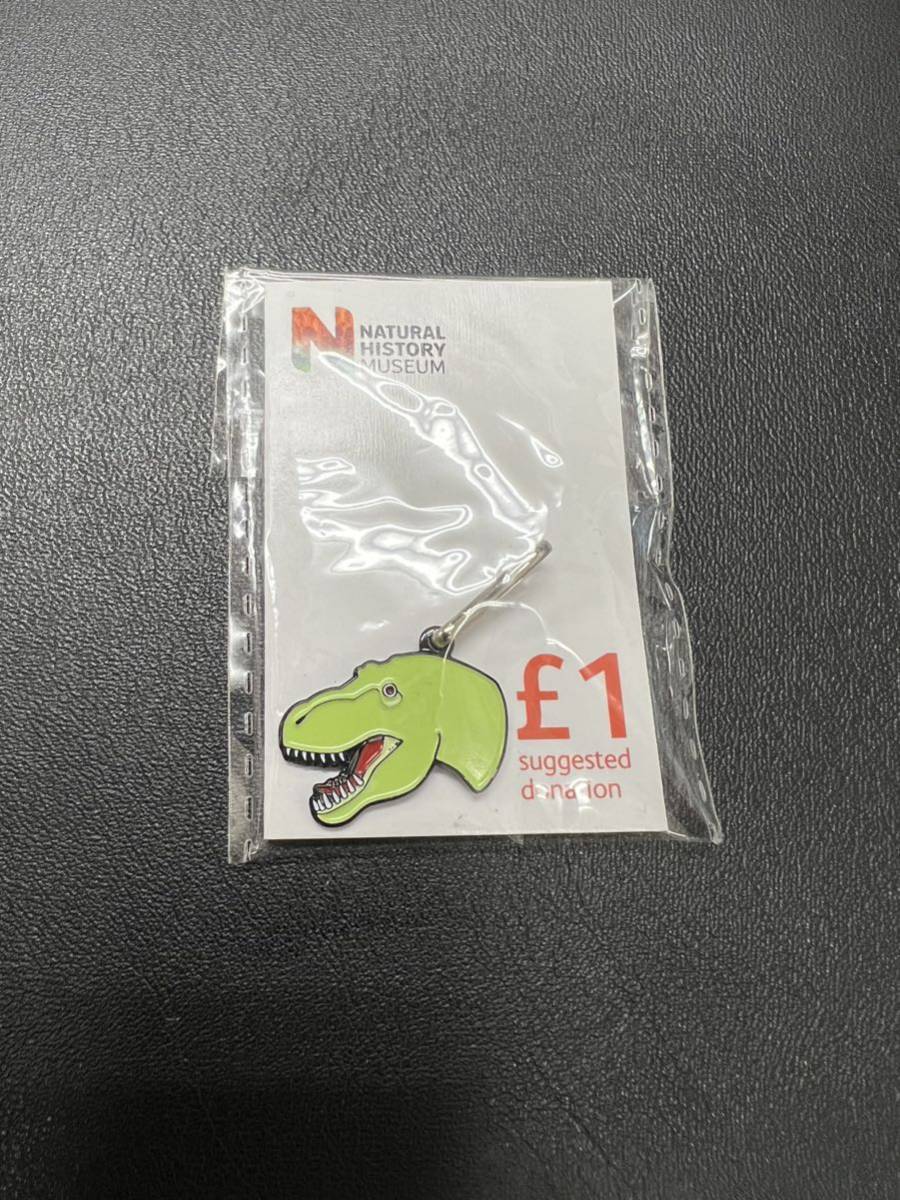 N
NATURAL
HISTORY
MUSEUM
£1
suggested
donation